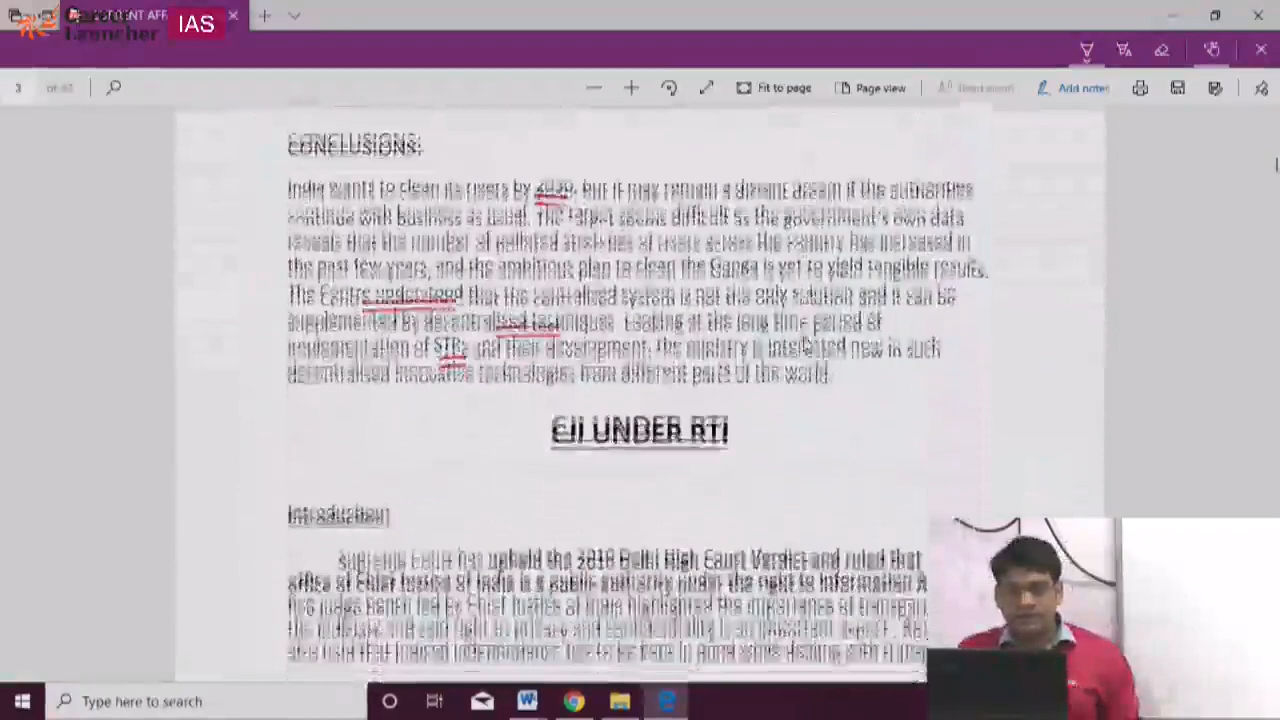 Career
Launcher
IAS
RENT AFF
3
Fit to page
Page view
Add notes
CONCLUSIONS:
India wants to clean its rivers by but it may remain a distant dream if the authorities
continue with business as usual. The target seems difficult as the government's own data
reveals that the number of polluted stretches of rivers across the country has increased in
the past few years, and the ambitious plan to clean the Ganga is yet to yield tangible results.
The Centre understood that the centralised system is not the only solution and it can be
supplemented by decentralised techniques. Looking at the long time period of
implementation of STPs and their development, the ministry is interested now in such
decentralised innovative technologies from different parts of the world.
CJI UNDER RTI
Introduction
Supreme Court has upheld the 2010 Delhi High Court Verdict and ruled that
office of Chief Justice of India is a public authority under the right to Information A
Type here to search